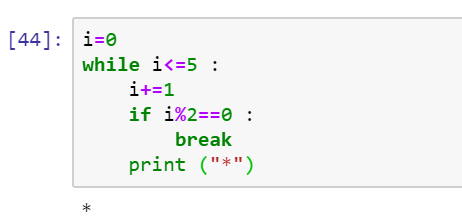 [44]: i=0
while i<=5 :
    i+=1
    if i%2==0 :
        break
    print ("*")
*